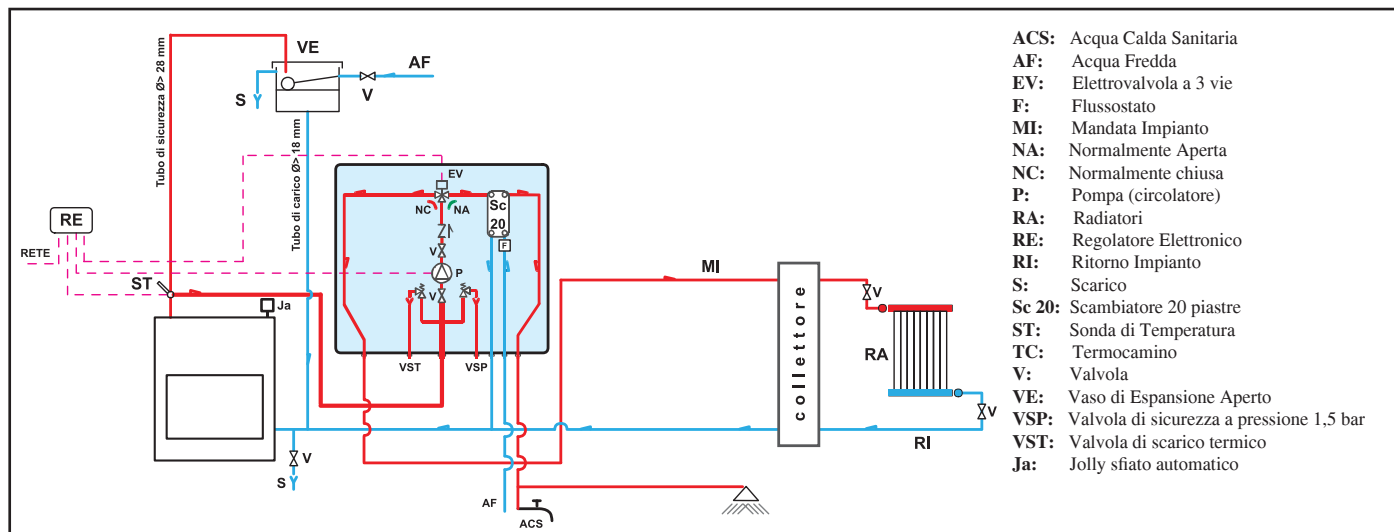 VE
AF
S
V
Tubo di sicurezza Ø> 28 mm
Tubo di carico Ø> 18 mm
RE
RETE
ST
Ja
EV
NC
NA
Sc
20
F
V
P
V
VST
VSP
MI
collettore
V
RA
V
RI
V
S
AF
ACS
ACS: Acqua Calda Sanitaria
AF: Acqua Fredda
EV: Elettrovalvola a 3 vie
F: Flussostato
MI: Mandata Impianto
NA: Normalmente Aperta
NC: Normalmente chiusa
P: Pompa (circolatore)
RA: Radiatori
RE: Regolatore Elettronico
RI: Ritorno Impianto
S: Scarico
Sc 20: Scambiatore 20 piastre
ST: Sonda di Temperatura
TC: Termocamino
V: Valvola
VE: Vaso di Espansione Aperto
VSP: Valvola di sicurezza a pressione 1,5 bar
VST: Valvola di scarico termico
Ja: Jolly sfiato automatico